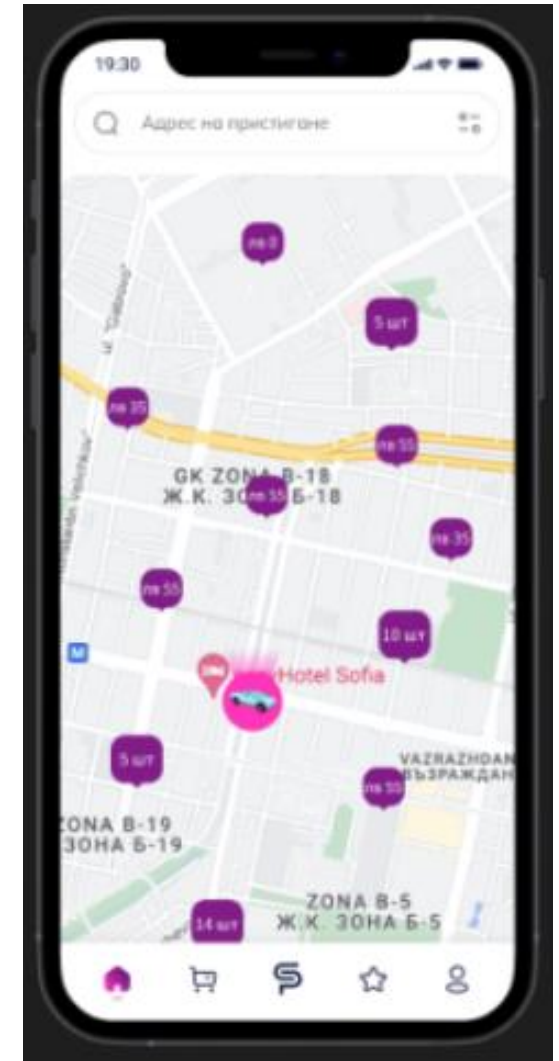 19:30
Адрес на пристигане
лв 0
5 шт
ул. "Сливово"
лв 35
лв 55
GK ZONA B-18
Ж.К. ЗОНА Б-18
лв 55
лв 35
лв 55
10 шт
M
Hotel Sofia
5 шт
VAZRAZHDAN
ВЪЗРАЖДАН
лв 55
ZONA B-19
ЗОНА Б-19
ZONA B-5
Ж.К. ЗОНА Б-5
14 шт